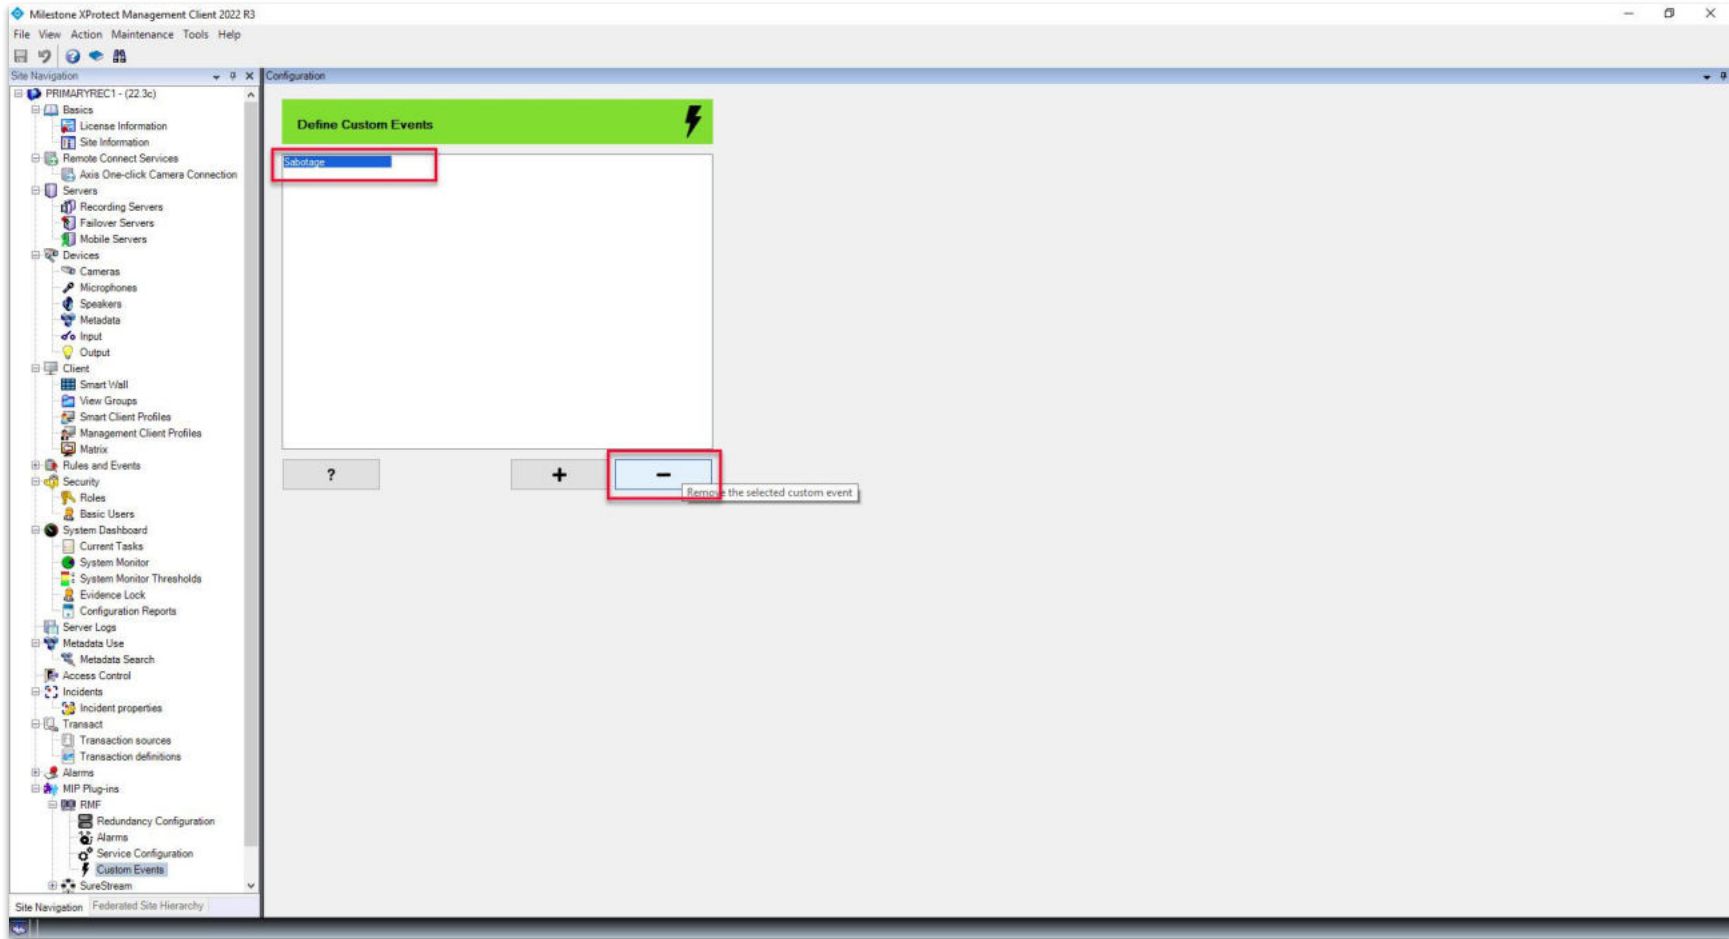 Milestone XProtect Management Client 2022 R3
File View Action Maintenance Tools Help
Site Navigation
PRIMARYREC1 - (22.3c)
Basics
License Information
Site Information
Remote Connect Services
Axis One-click Camera Connection
Servers
Recording Servers
Failover Servers
Mobile Servers
Devices
Cameras
Microphones
Speakers
Metadata
Input
Output
Client
Smart Wall
View Groups
Smart Client Profiles
Management Client Profiles
Matrix
Rules and Events
Security
Roles
Basic Users
System Dashboard
Current Tasks
System Monitor
System Monitor Thresholds
Evidence Lock
Configuration Reports
Server Logs
Metadata Use
Metadata Search
Access Control
Incidents
Incident properties
Transact
Transaction sources
Transaction definitions
Alarms
MIP Plug-ins
RMF
Redundancy Configuration
Alarms
Service Configuration
Custom Events
SureStream
Site Navigation Federated Site Hierarchy
Configuration
Define Custom Events
Sabotage
? + −
Remove the selected custom event